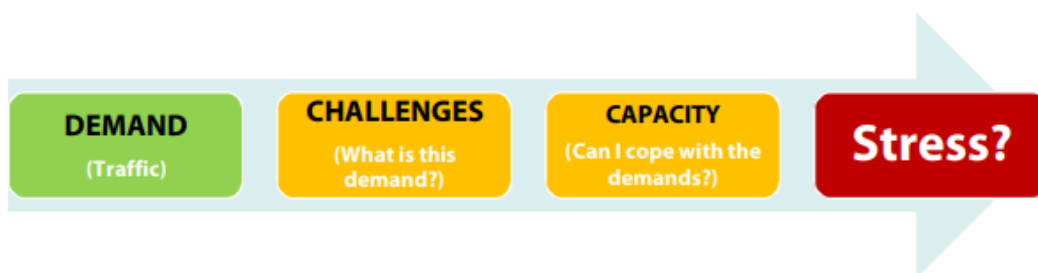 DEMAND
(Traffic)
CHALLENGES
(What is this
demand?)
CAPACITY
(Can I cope with the
demands?)
Stress?